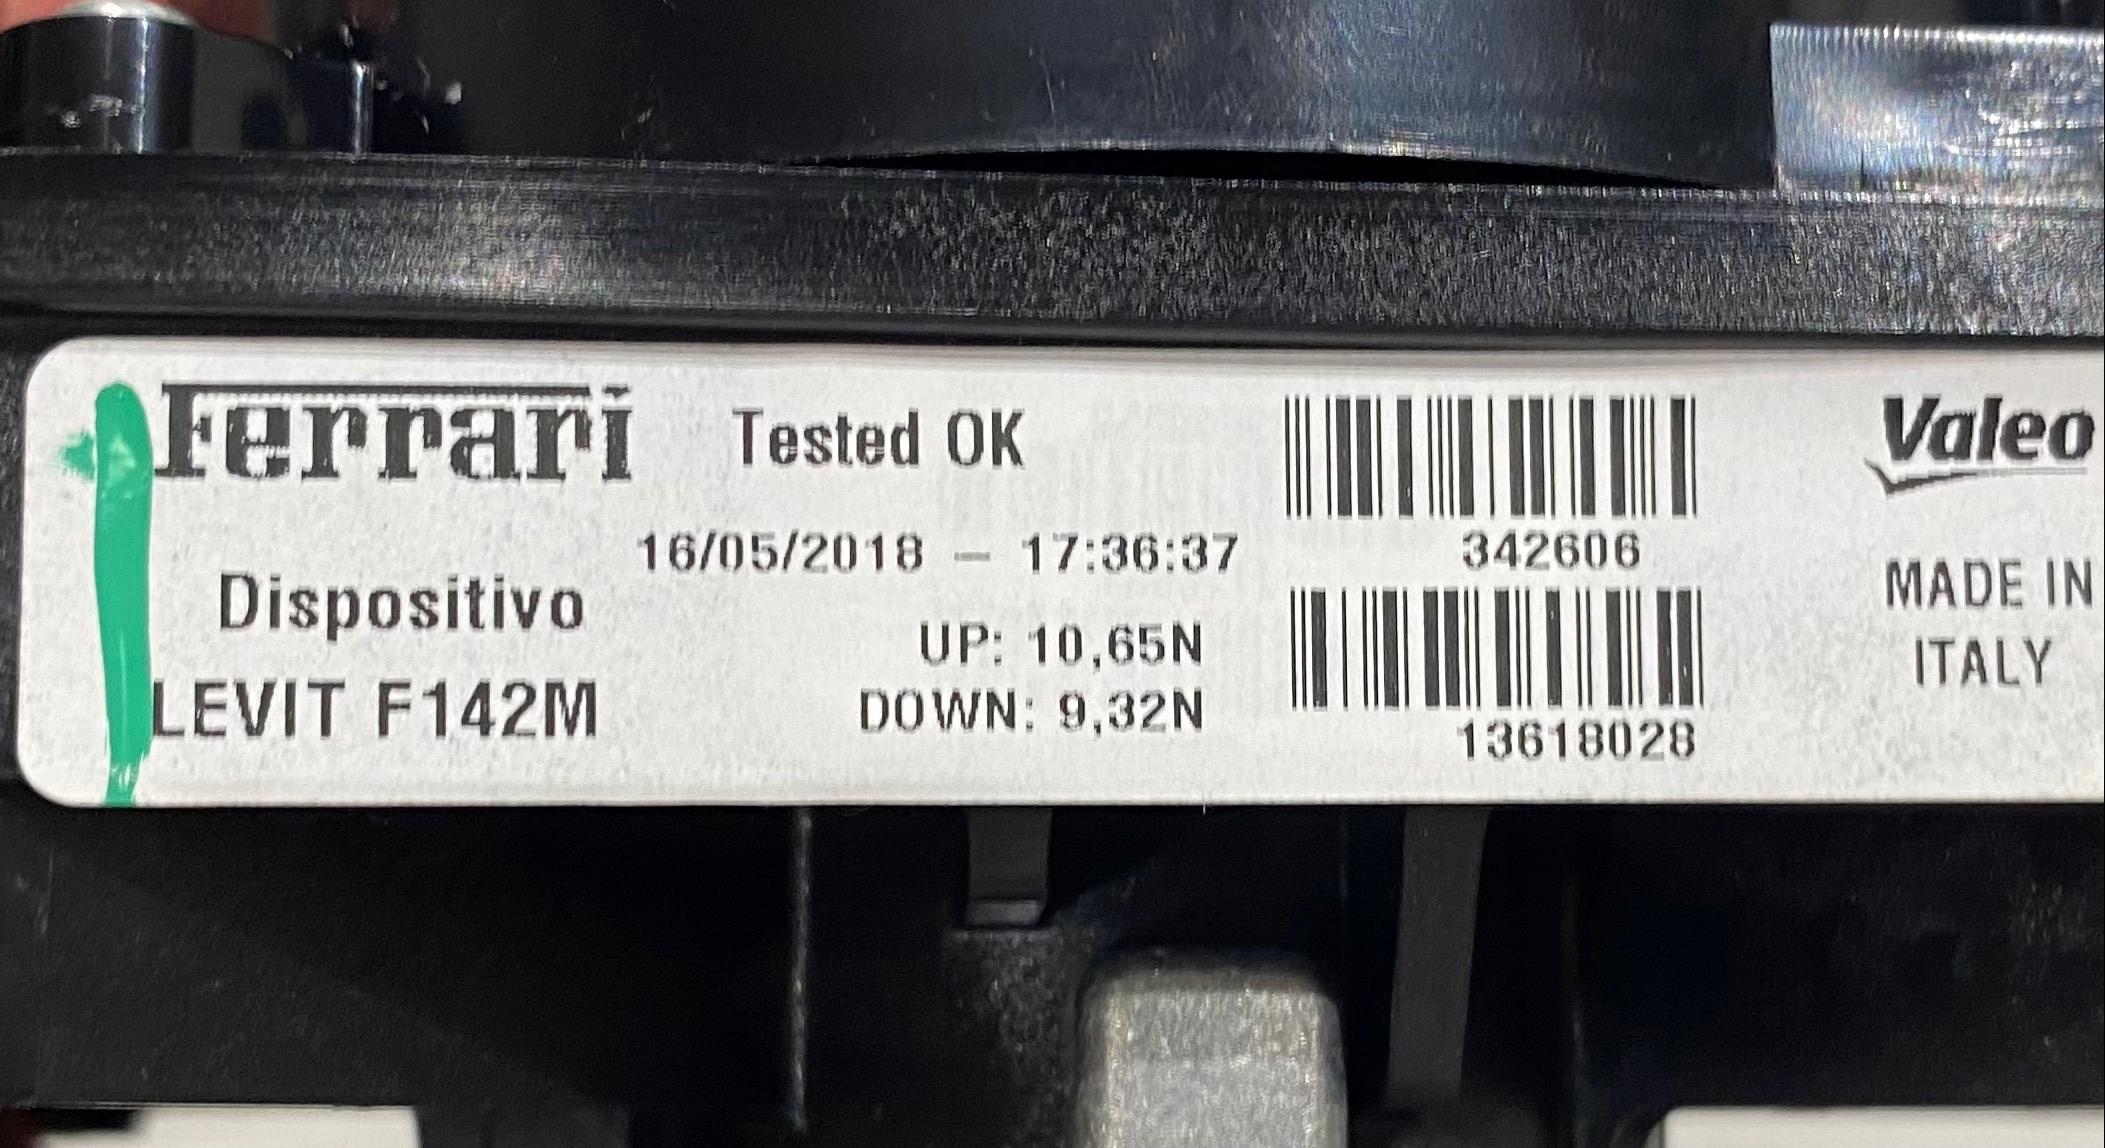 Ferrari Tested OK
16/05/2018 – 17:36:37
Dispositivo
LEVIT F142M
UP: 10,65N
DOWN: 9,32N
342606
13618028
Valeo
MADE IN
ITALY